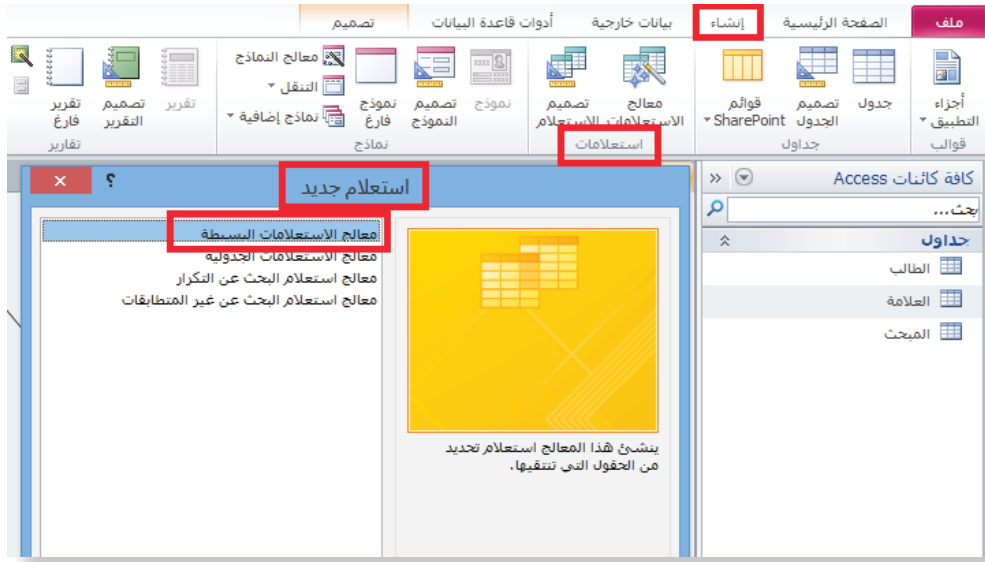 ملف الصفحة الرئيسية إنشاء بيانات خارجية أدوات قاعدة البيانات تصميم
أجزاء التطبيق
جدول
تصميم الجدول
قوائم SharePoint
معالج الاستعلامات
تصميم الاستعلام
نموذج
تصميم النموذج
نموذج فارغ
معالج النماذج
التنقل
نماذج إضافية
تقرير
تصميم التقرير
تقرير فارغ
قوالب جداول استعلامات نماذج تقارير
كافة كائنات Access
بحث...
جداول
الطالب
العلامة
المبحث
استعلام جديد ?
معالج الاستعلامات البسيطة
معالج الاستعلامات الجدولية
معالج استعلام البحث عن التكرار
معالج استعلام البحث عن غير المتطابقات
ينشئ هذا المعالج استعلام تحديد
من الحقول التي تنتقيها.